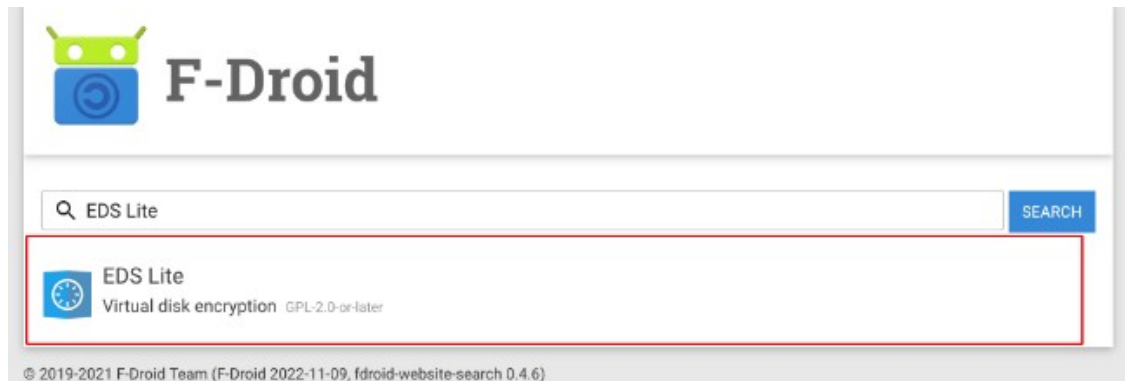 F-Droid
EDS Lite
SEARCH
EDS Lite
Virtual disk encryption GPL-2.0-or-later
© 2019-2021 F-Droid Team (F-Droid 2022-11-09, fdroid-website-search 0.4.6)